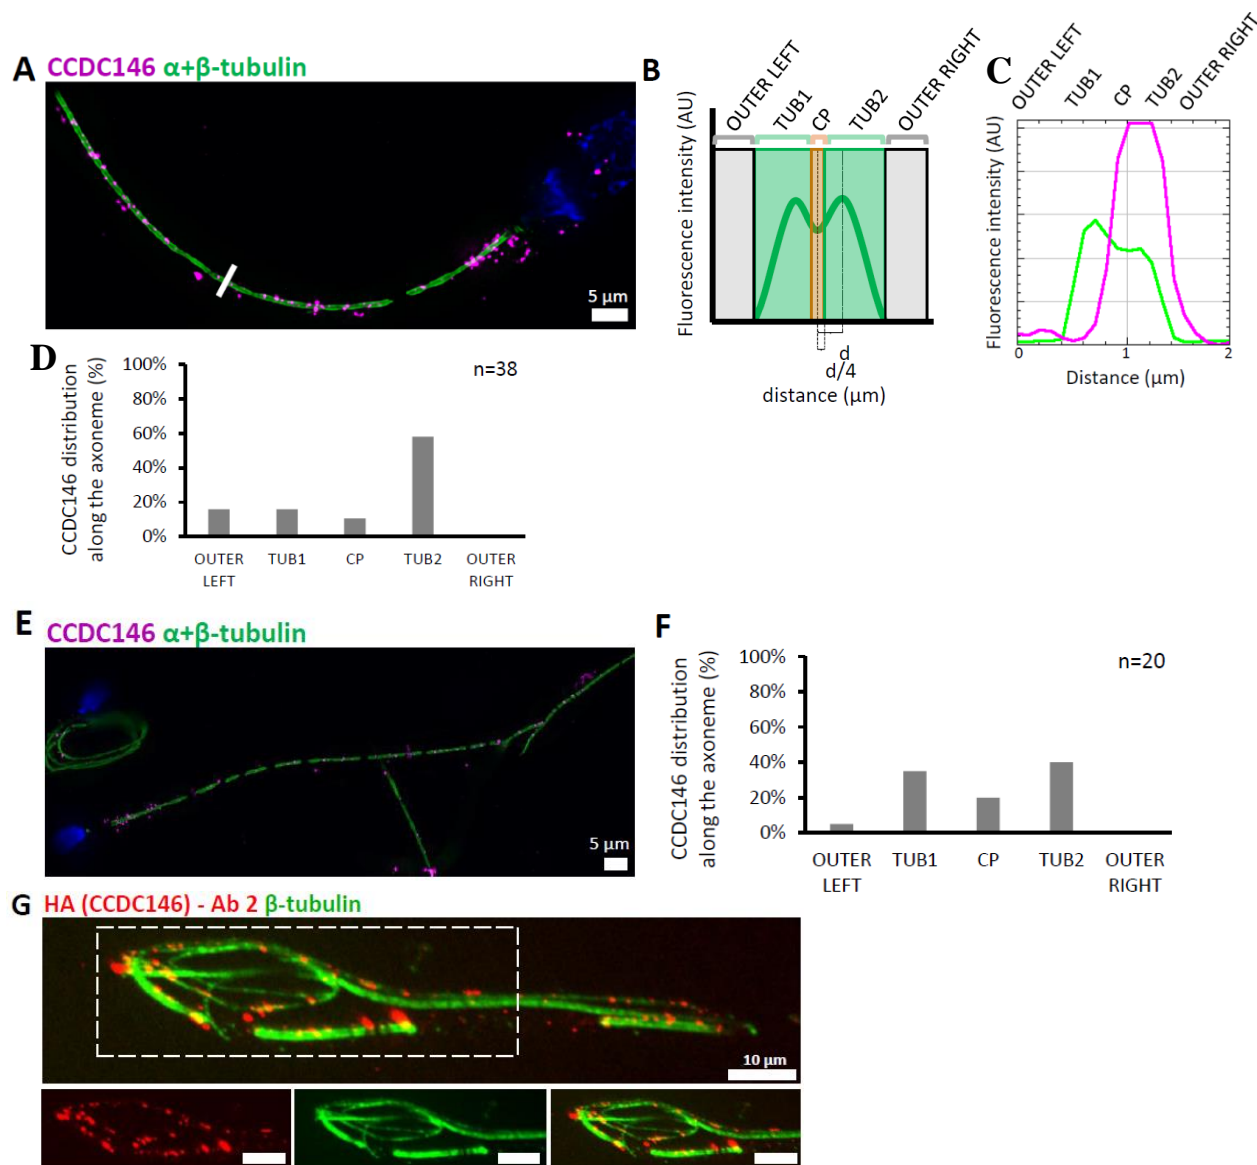 A CCDC146 α+β-tubulin
5 µm
B
OUTER LEFT
TUB1
CP
TUB2
OUTER RIGHT
Fluorescence intensity (AU)
d
d/4
distance (µm)
C
OUTER LEFT
TUB1
CP
TUB2
OUTER RIGHT
Fluorescence intensity (AU)
0 1 2
Distance (µm)
D
CCDC146 distribution
along the axoneme (%)
100%
80%
60%
40%
20%
0%
n=38
OUTER LEFT
TUB1
CP
TUB2
OUTER RIGHT
E CCDC146 α+β-tubulin
5 µm
F
CCDC146 distribution
along the axoneme (%)
100%
80%
60%
40%
20%
0%
n=20
OUTER LEFT
TUB1
CP
TUB2
OUTER RIGHT
G HA (CCDC146) - Ab 2 β-tubulin
10 µm